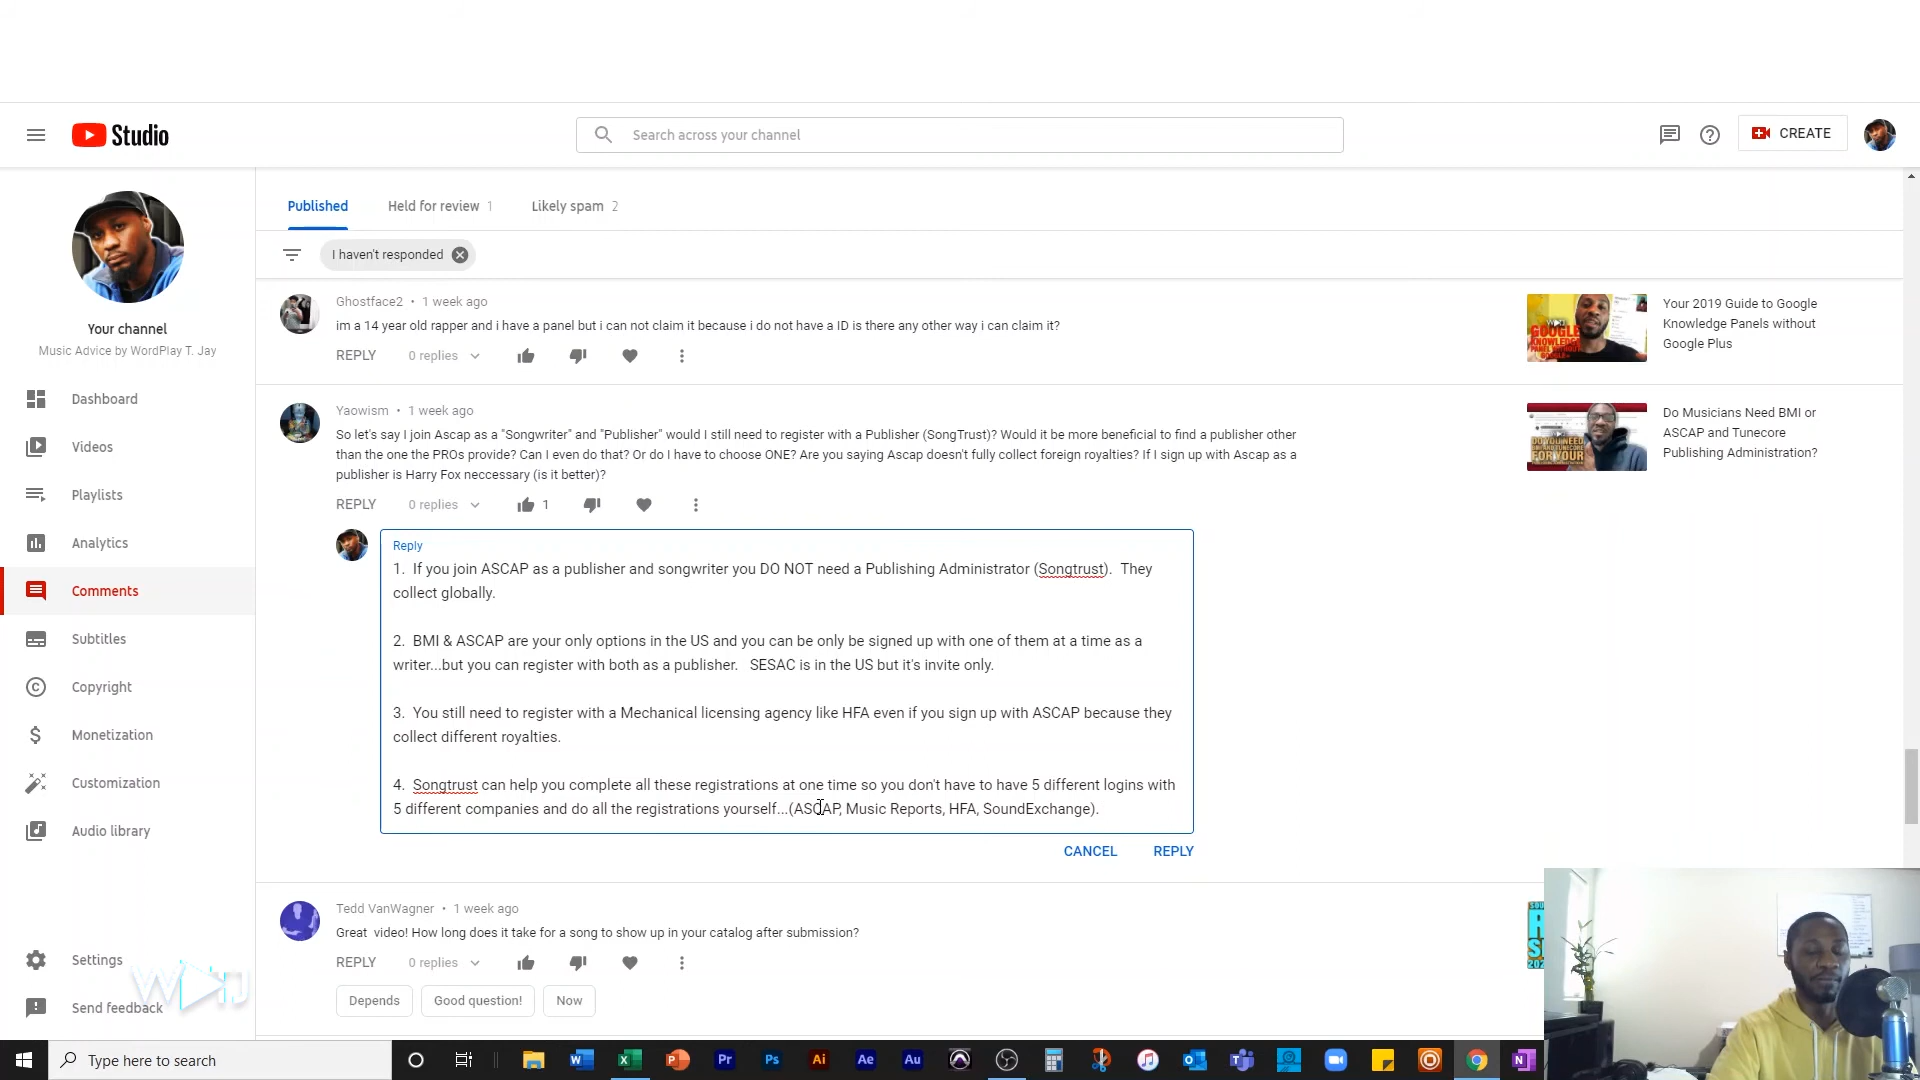 Studio
Search across your channel
CREATE
Your channel
Music Advice by WordPlay T. Jay
Dashboard
Videos
Playlists
Analytics
Comments
Subtitles
Copyright
Monetization
Customization
Audio library
Settings
Send feedback
Published
Held for review 1
Likely spam 2
I haven't responded
Ghostface2 • 1 week ago
im a 14 year old rapper and i have a panel but i can not claim it because i do not have a ID is there any other way i can claim it?
REPLY 0 replies
GOOGLE
KNOWLEDGE
Your 2019 Guide to Google
Knowledge Panels without
Google Plus
Yaowism • 1 week ago
So let's say I join Ascap as a "Songwriter" and "Publisher" would I still need to register with a Publisher (SongTrust)? Would it be more beneficial to find a publisher other
than the one the PROs provide? Can I even do that? Or do I have to choose ONE? Are you saying Ascap doesn't fully collect foreign royalties? If I sign up with Ascap as a
publisher is Harry Fox neccessary (is it better)?
REPLY 0 replies 1
Do Musicians Need BMI or
ASCAP and Tunecore
Publishing Administration?
Reply
1. If you join ASCAP as a publisher and songwriter you DO NOT need a Publishing Administrator (Songtrust). They
collect globally.
2. BMI & ASCAP are your only options in the US and you can be only be signed up with one of them at a time as a
writer...but you can register with both as a publisher. SESAC is in the US but it's invite only.
3. You still need to register with a Mechanical licensing agency like HFA even if you sign up with ASCAP because they
collect different royalties.
4. Songtrust can help you complete all these registrations at one time so you don't have to have 5 different logins with
5 different companies and do all the registrations yourself...(ASCAP, Music Reports, HFA, SoundExchange).
CANCEL REPLY
Tedd VanWagner • 1 week ago
Great video! How long does it take for a song to show up in your catalog after submission?
REPLY 0 replies
Depends
Good question!
Now
Type here to search
Pr
Ps
Ai
Ae
Au